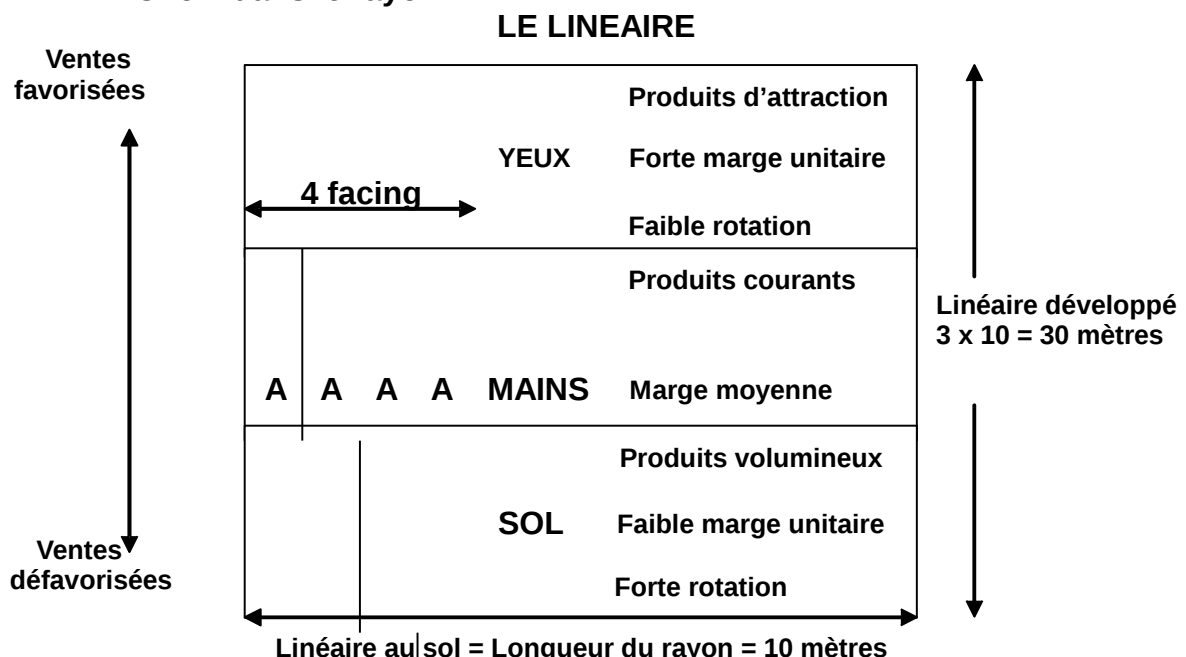 LE LINEAIRE
Ventes
favorisées
Produits d’attraction
YEUX Forte marge unitaire
4 facing
Faible rotation
Produits courants
Linéaire développé
3 x 10 = 30 mètres
A A A A MAINS Marge moyenne
Produits volumineux
SOL Faible marge unitaire
Ventes
défavorisées
Forte rotation
Linéaire au sol = Longueur du rayon = 10 mètres